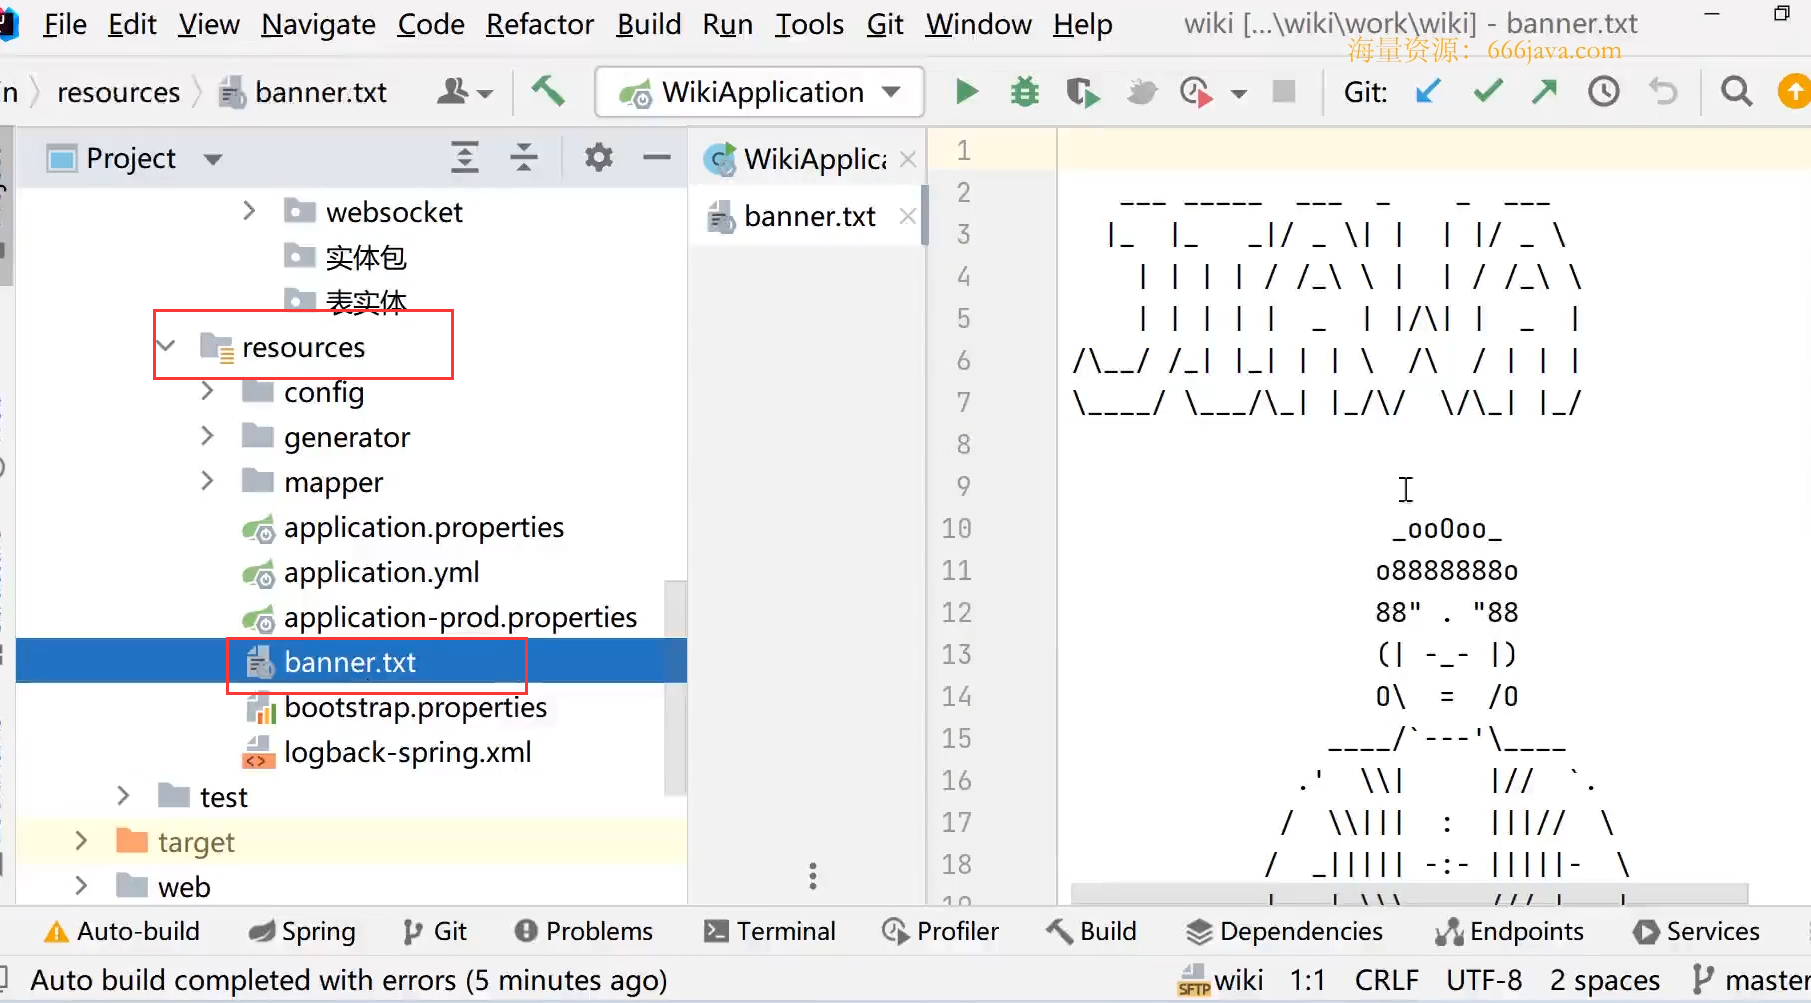 File Edit View Navigate Code Refactor Build Run Tools Git Window Help wiki [...\wiki\work\wiki] - banner.txt
海量资源：666java.com
n resources banner.txt WikiApplication Git:
Project
websocket
实体包
表实体
resources
config
generator
mapper
application.properties
application.yml
application-prod.properties
banner.txt
bootstrap.properties
logback-spring.xml
test
target
web
WikiApplica
banner.txt
1
2    ___ _____  ___  _    _  ___
3   |_  |_   _|/ _ \| |  | |/ _ \
4     | | | | / /_\ \ |  | / /_\ \
5     | | | | |  _  | |/\| |  _  |
6 /\__/ /_| |_| | | \  /\  / | | |
7 \____/ \___/\_| |_/\/  \/\_| |_/
8
9
10                     _ooOoo_
11                    o8888888o
12                    88" . "88
13                    (| -_- |)
14                    O\  =  /O
15                 ____/`---'\____
16               .'  \\|     |//  `.
17              /  \\|||  :  |||//  \
18             /  _||||| -:- |||||-  \
Auto-build Spring Git Problems Terminal Profiler Build Dependencies Endpoints Services
Auto build completed with errors (5 minutes ago) SFTP wiki 1:1 CRLF UTF-8 2 spaces master